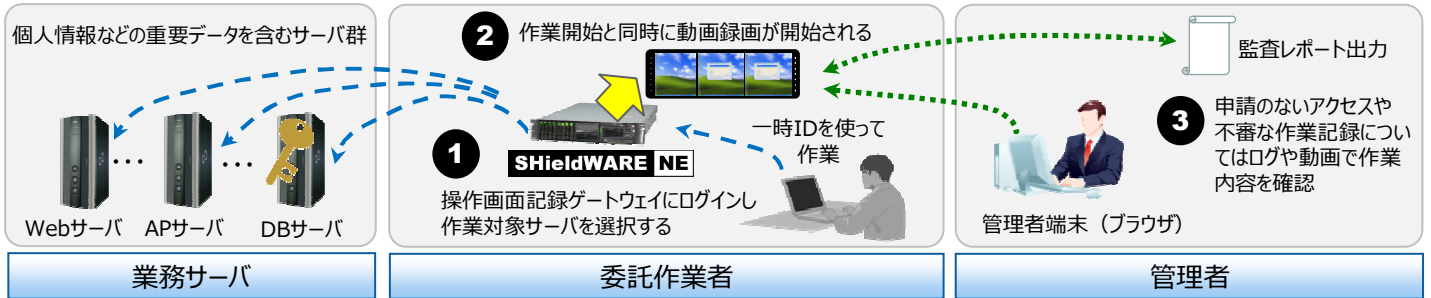 個人情報などの重要データを含むサーバ群
Webサーバ
APサーバ
DBサーバ
業務サーバ
2
作業開始と同時に動画録画が開始される
1
SHieldWARE NE
一時IDを使って
作業
操作画面記録ゲートウェイにログインし
作業対象サーバを選択する
委託作業者
監査レポート出力
3
申請のないアクセスや
不審な作業記録につい
てはログや動画で作業
内容を確認
管理者端末（ブラウザ）
管理者